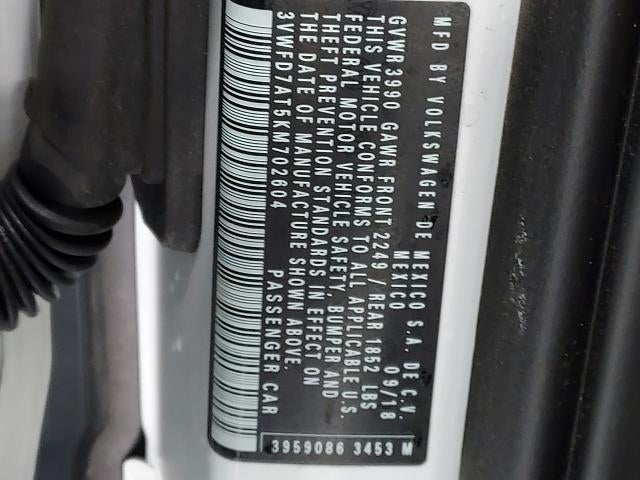 MFD BY VOLKSWAGEN DE MEXICO S.A. DE C.V.
MEXICO 09/18
GVWR3990 GAWR FRONT 2249 / REAR 1852 LBS
THIS VEHICLE CONFORMS TO ALL APPLICABLE U.S.
FEDERAL MOTOR VEHICLE SAFETY, BUMPER AND
THEFT PREVENTION STANDARDS IN EFFECT ON
THE DATE OF MANUFACTURE SHOWN ABOVE.
3VWFD7AT5KM702604 PASSENGER CAR
3959086 3453 M